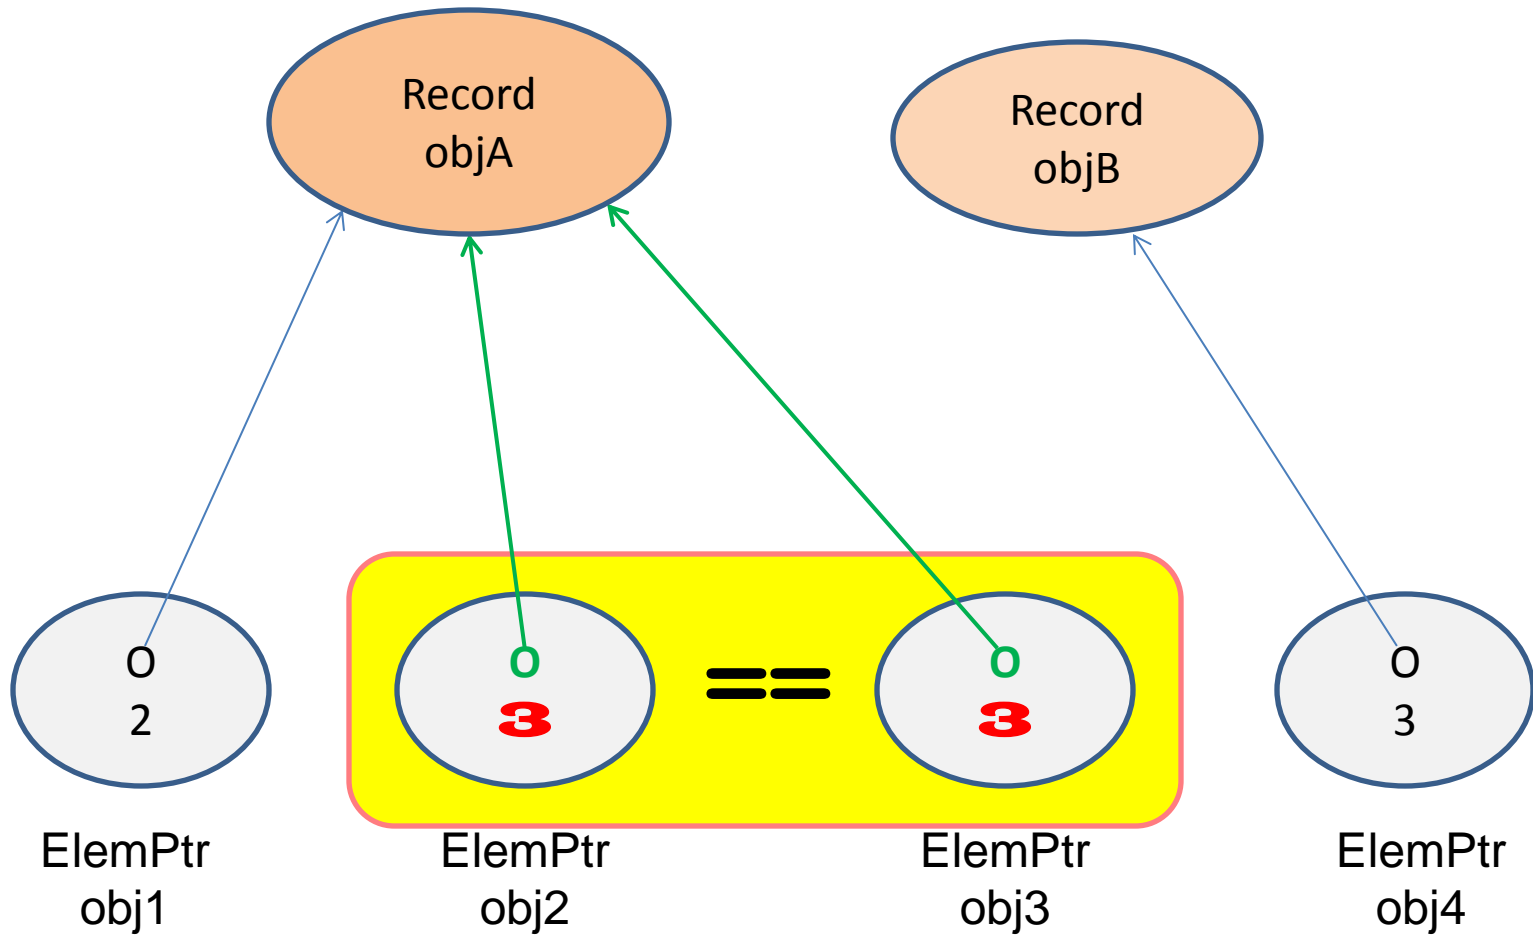 Record
objA
Record
objB
O
2
O
3
==
O
3
O
3
ElemPtr
obj1
ElemPtr
obj2
ElemPtr
obj3
ElemPtr
obj4